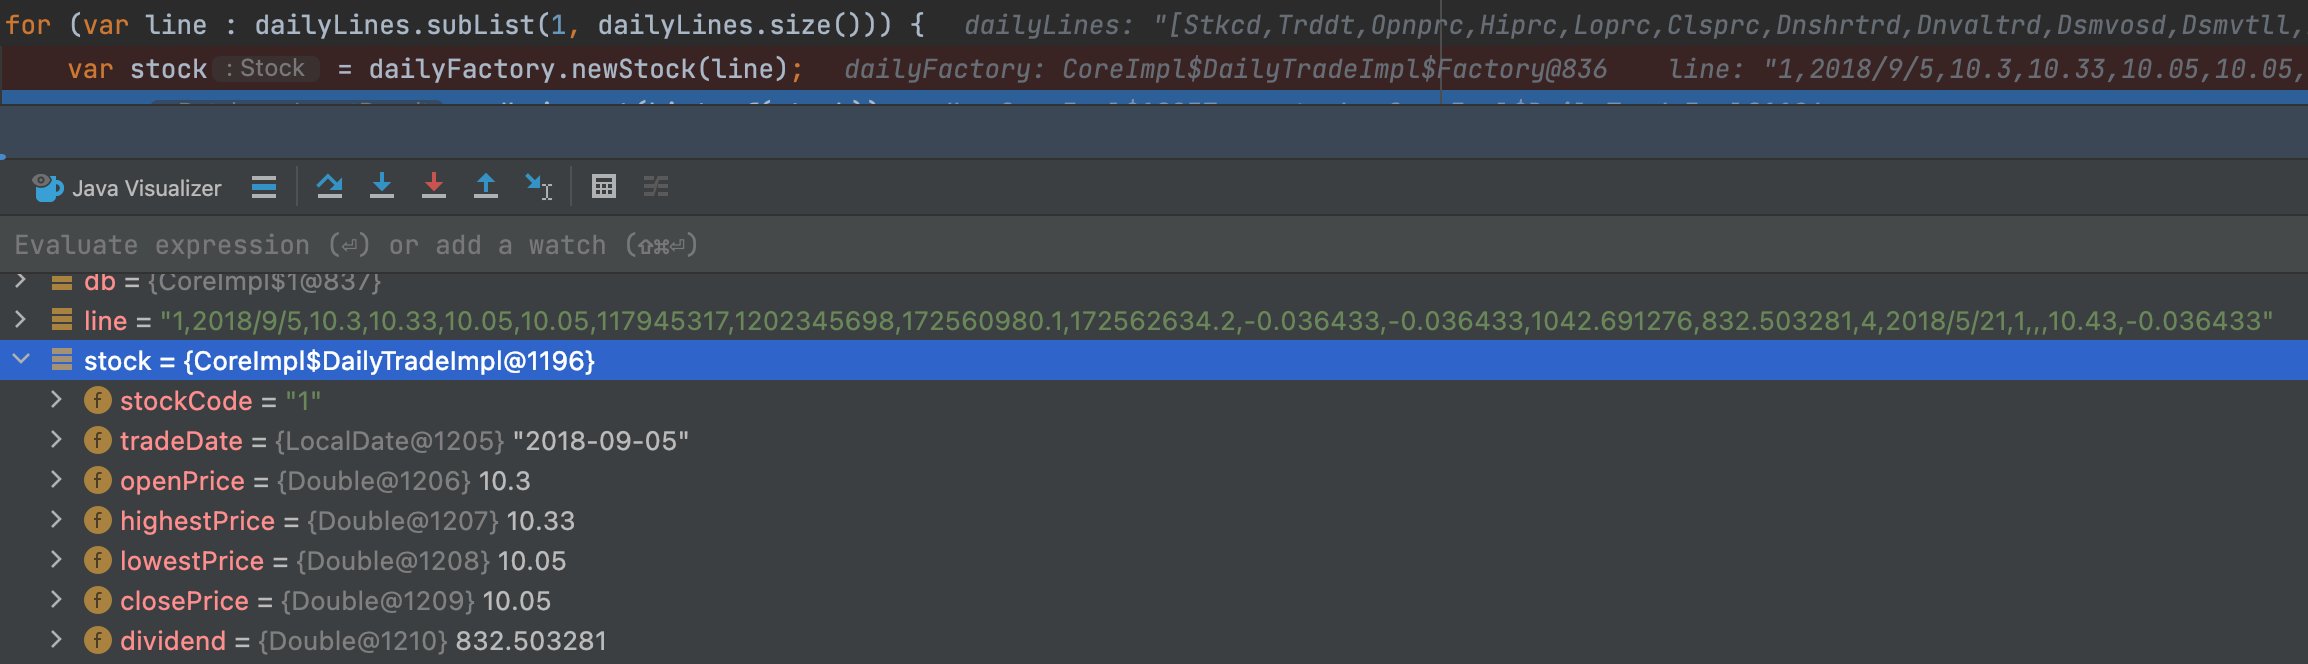 for (var line : dailyLines.subList(1, dailyLines.size())) {   dailyLines: "[Stkcd,Trddt,Opnprc,Hiprc,Loprc,Clsprc,Dnshrtrd,Dnvaltrd,Dsmvosd,Dsmvtll,
var stock : Stock = dailyFactory.newStock(line);   dailyFactory: CoreImpl$DailyTradeImpl$Factory@836   line: "1,2018/9/5,10.3,10.33,10.05,10.05,
Java Visualizer
Evaluate expression (⏎) or add a watch (⇧⌘⏎)
db = {CoreImpl$1@837}
line = "1,2018/9/5,10.3,10.33,10.05,10.05,117945317,1202345698,172560980.1,172562634.2,-0.036433,-0.036433,1042.691276,832.503281,4,2018/5/21,1,,,10.43,-0.036433"
stock = {CoreImpl$DailyTradeImpl@1196}
f stockCode = "1"
f tradeDate = {LocalDate@1205} "2018-09-05"
f openPrice = {Double@1206} 10.3
f highestPrice = {Double@1207} 10.33
f lowestPrice = {Double@1208} 10.05
f closePrice = {Double@1209} 10.05
f dividend = {Double@1210} 832.503281